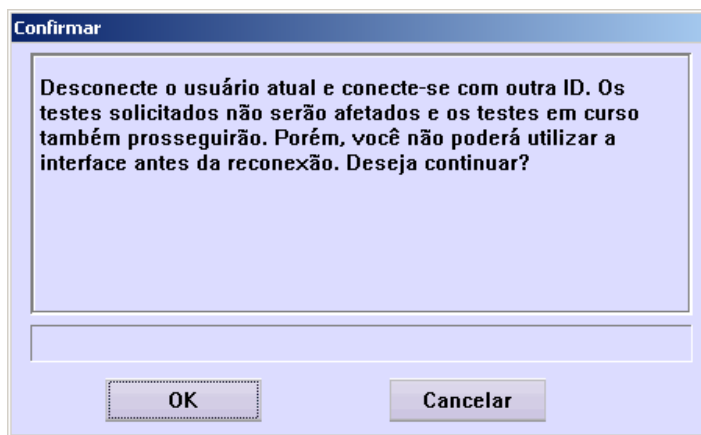 Confirmar
Desconecte o usuário atual e conecte-se com outra ID. Os
testes solicitados não serão afetados e os testes em curso
também prosseguirão. Porém, você não poderá utilizar a
interface antes da reconexão. Deseja continuar?
OK
Cancelar